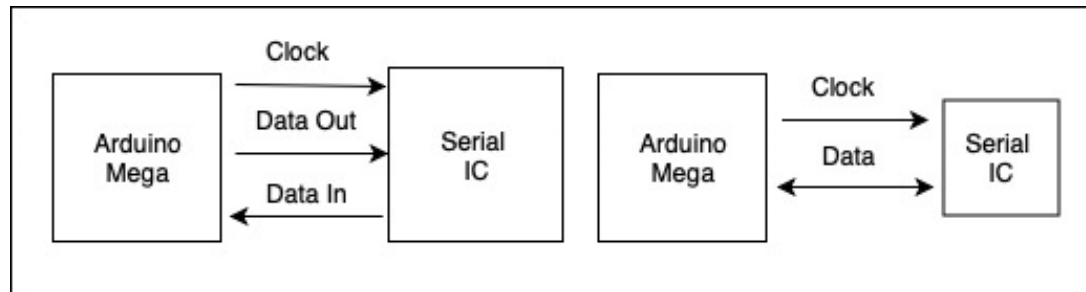 Clock
Arduino
Mega
Data Out
Data In
Serial
IC
Arduino
Mega
Clock
Data
Serial
IC